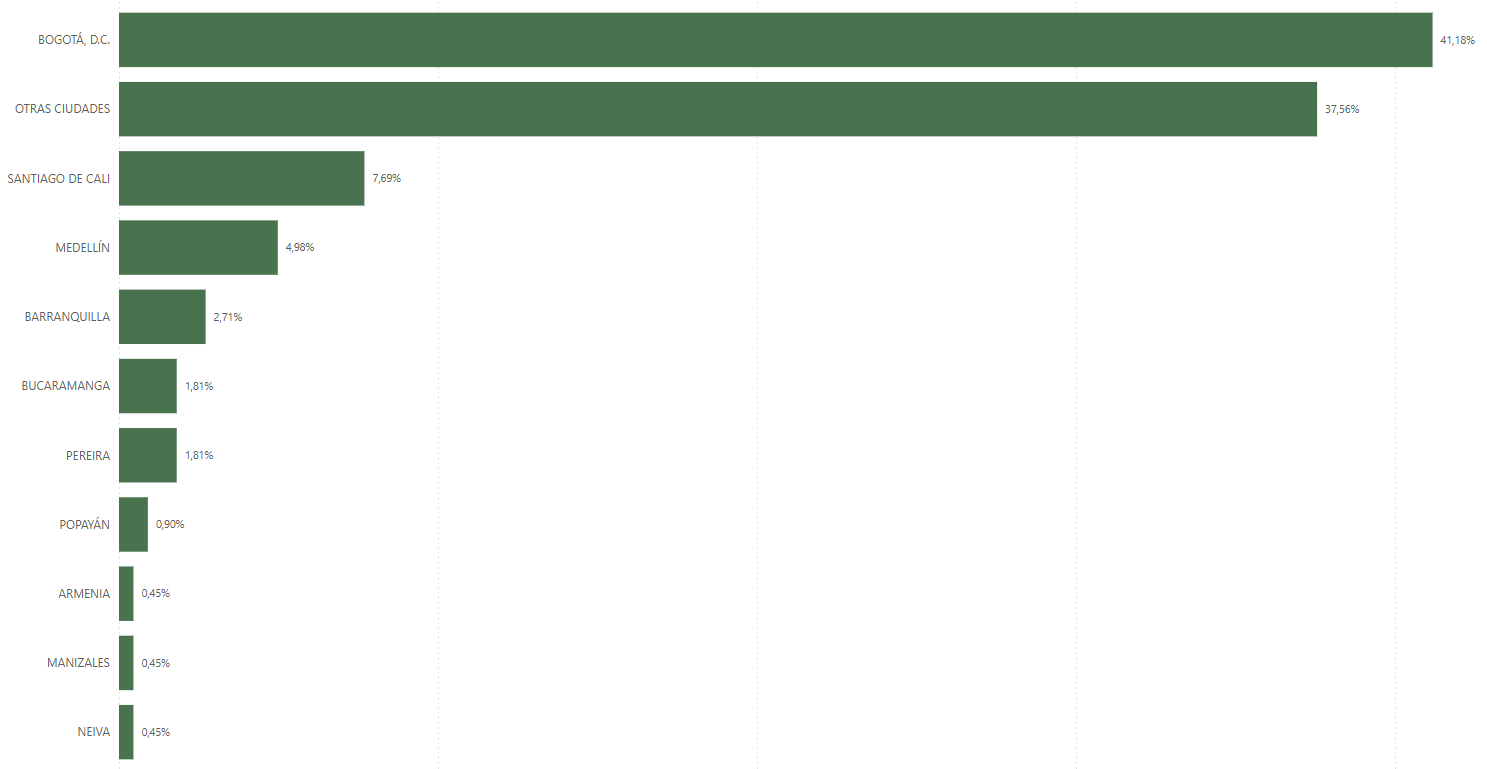 BOGOTÁ, D.C. 41,18%
OTRAS CIUDADES 37,56%
SANTIAGO DE CALI 7,69%
MEDELLÍN 4,98%
BARRANQUILLA 2,71%
BUCARAMANGA 1,81%
PEREIRA 1,81%
POPAYÁN 0,90%
ARMENIA 0,45%
MANIZALES 0,45%
NEIVA 0,45%